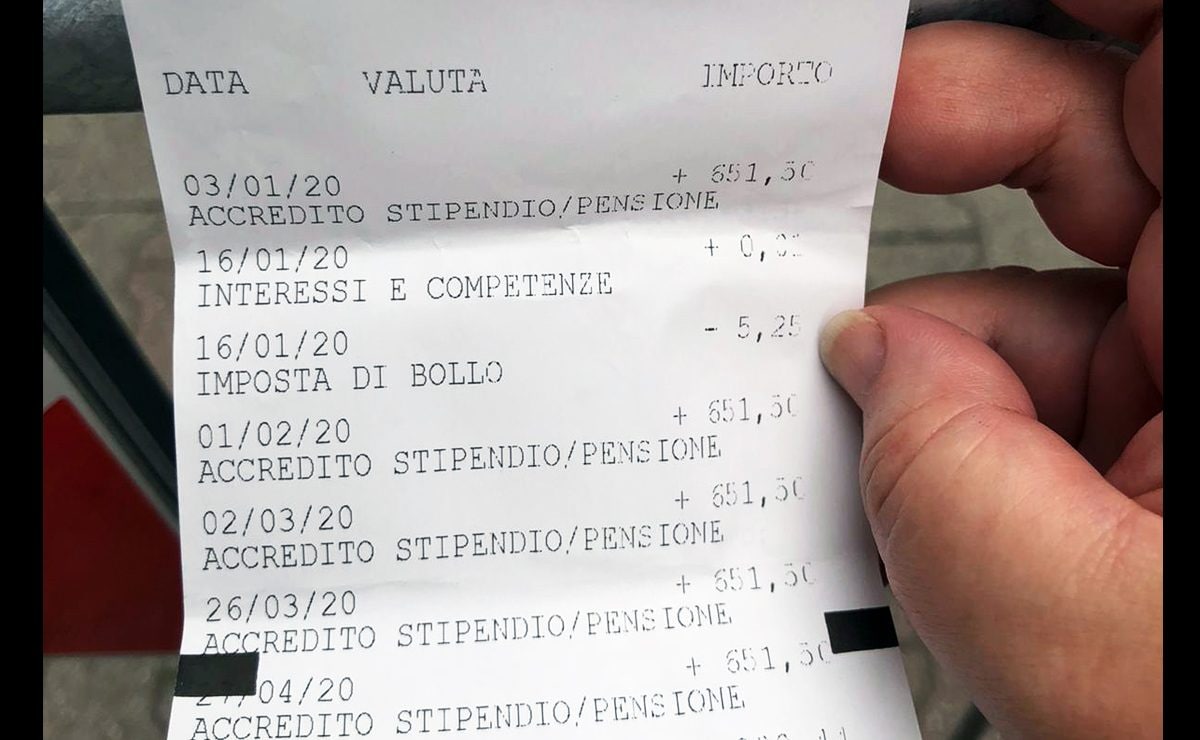 DATA VALUTA IMPORTO
03/01/20 + 651,50
ACCREDITO STIPENDIO/PENSIONE
16/01/20 +
INTERESSI E COMPETENZE
16/01/20 - 5,25
IMPOSTA DI BOLLO
01/02/20 + 651,50
ACCREDITO STIPENDIO/PENSIONE
02/03/20 + 651,50
ACCREDITO STIPENDIO/PENSIONE
26/03/20 + 651,50
ACCREDITO STIPENDIO/PENSIONE
/04/20 + 651,50
ACCREDITO STIPENDIO/PENSIONE